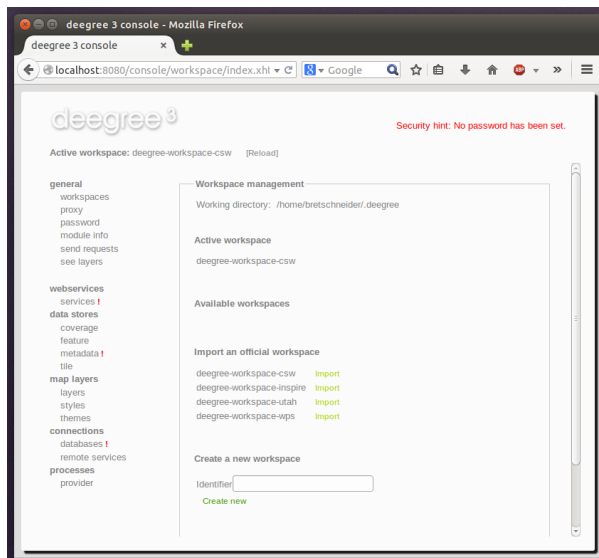 deegree 3 console - Mozilla Firefox
deegree 3 console
localhost:8080/console/workspace/index.xhl
Google
ABP
deegree 3
Security hint: No password has been set.
Active workspace: deegree-workspace-csw [Reload]
general
workspaces
proxy
password
module info
send requests
see layers
webservices
services !
data stores
coverage
feature
metadata !
tile
map layers
layers
styles
themes
connections
databases !
remote services
processes
provider
Workspace management
Working directory: /home/bretschneider/.deegree
Active workspace
deegree-workspace-csw
Available workspaces
Import an official workspace
deegree-workspace-csw Import
deegree-workspace-inspire Import
deegree-workspace-utah Import
deegree-workspace-wps Import
Create a new workspace
Identifier
Create new